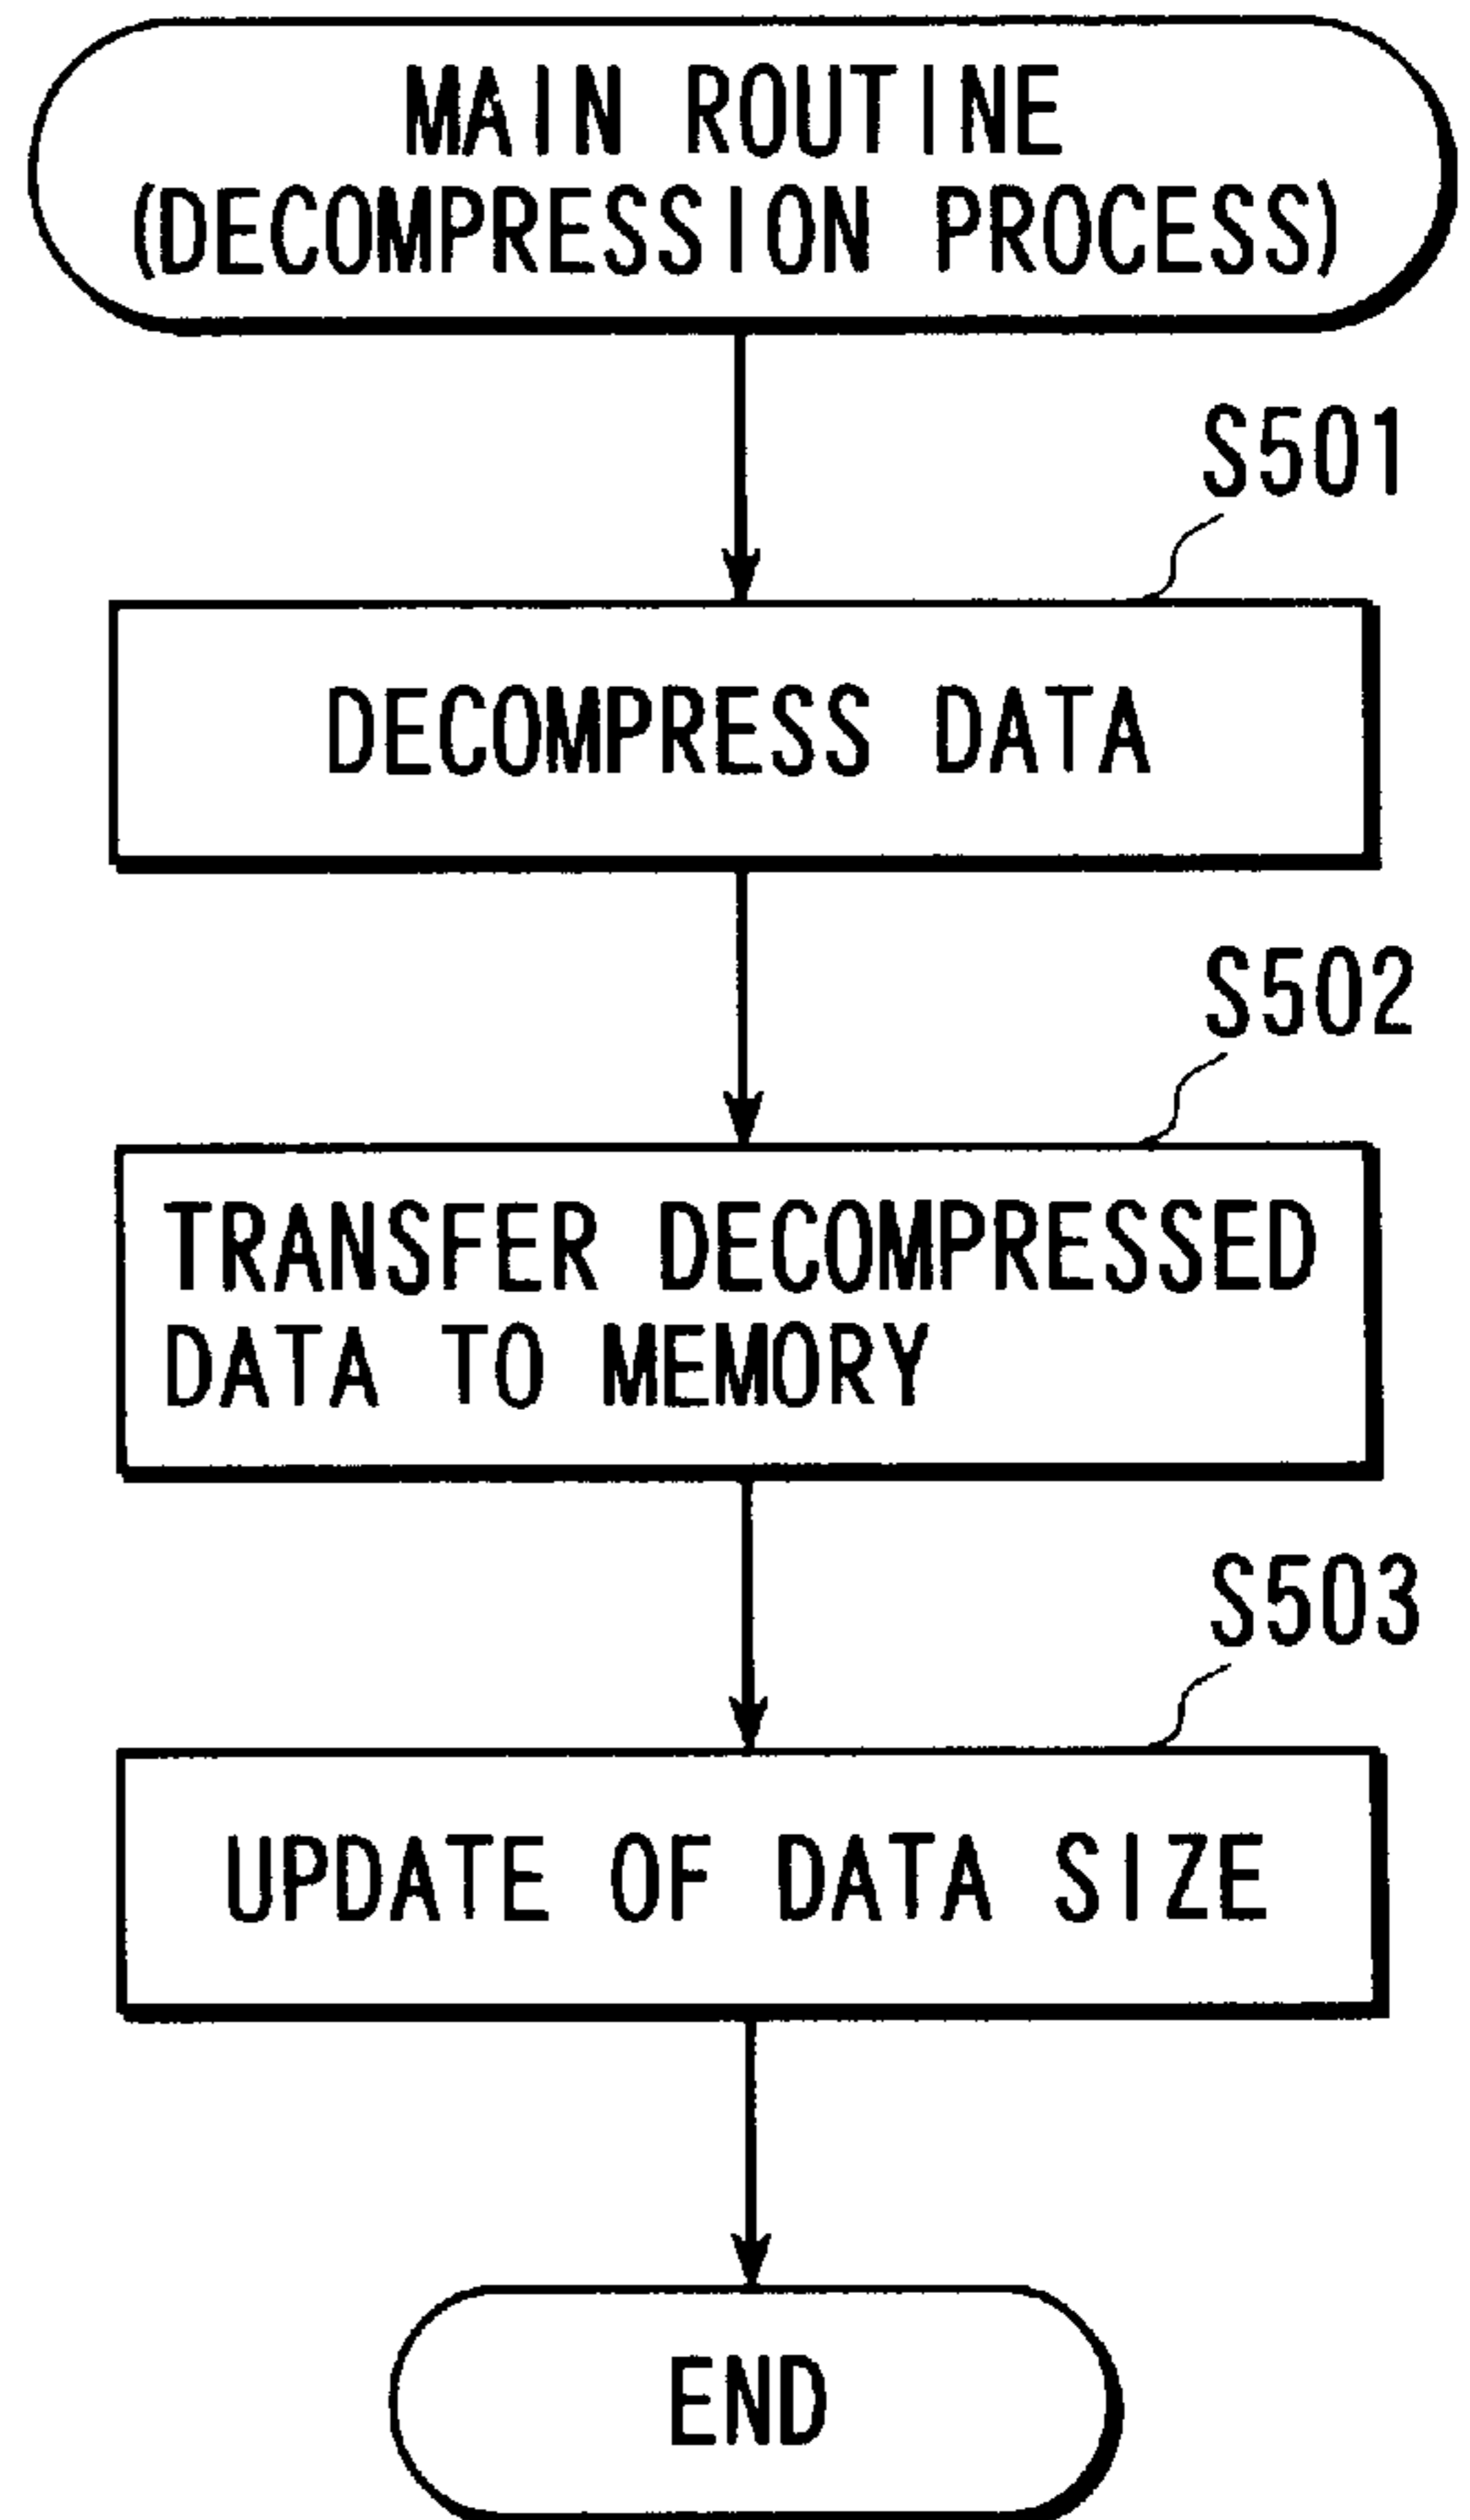 MAIN ROUTINE
(DECOMPRESSION PROCESS)
S501
DECOMPRESS DATA
S502
TRANSFER DECOMPRESSED
DATA TO MEMORY
S503
UPDATE OF DATA SIZE
END